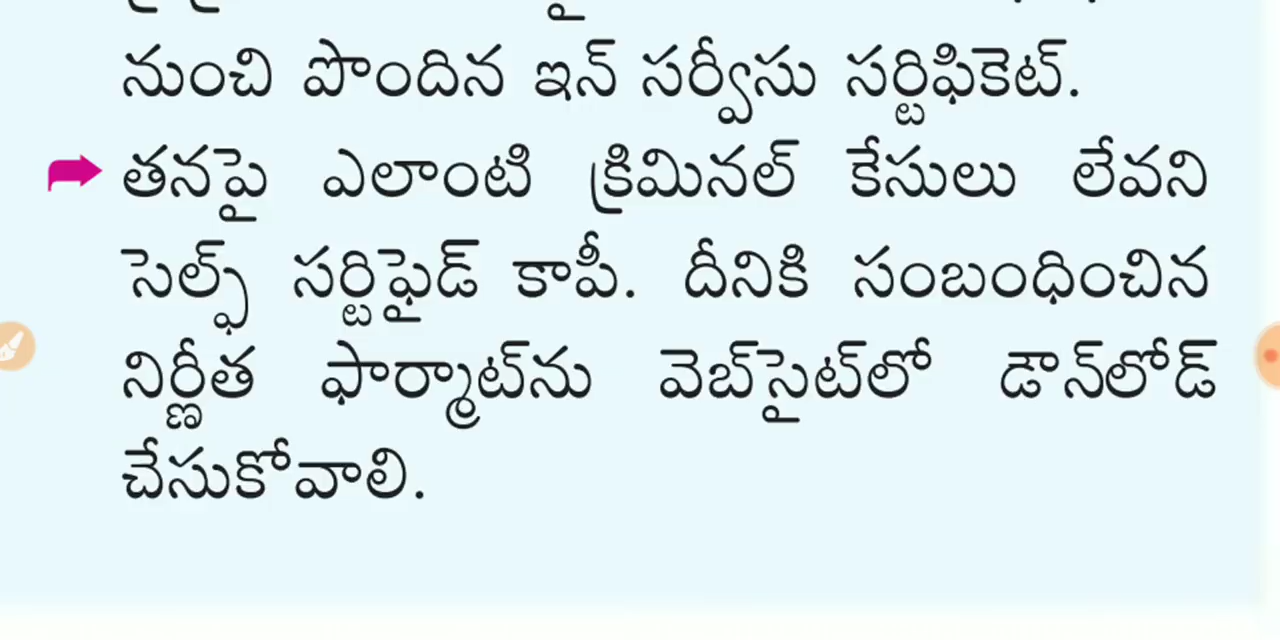 నుంచి పొందిన ఇన్ సర్వీసు సర్టిఫికెట్.
తనపై ఎలాంటి క్రిమినల్ కేసులు లేవని
సెల్ఫ్ సర్టిఫైడ్ కాపీ. దీనికి సంబంధించిన
నిర్ణీత ఫార్మాట్‌ను వెబ్‌సైట్‌లో డౌన్‌లోడ్
చేసుకోవాలి.